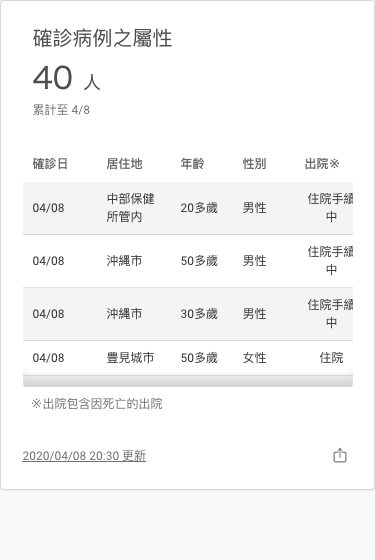 確診病例之屬性
40 人
累計至 4/8
確診日 居住地 年齡 性別 出院※
04/08 中部保健所管内 20多歲 男性 住院手續中
04/08 沖縄市 50多歲 男性 住院手續中
04/08 沖縄市 30多歲 男性 住院手續中
04/08 豊見城市 50多歲 女性 住院
※出院包含因死亡的出院
2020/04/08 20:30 更新